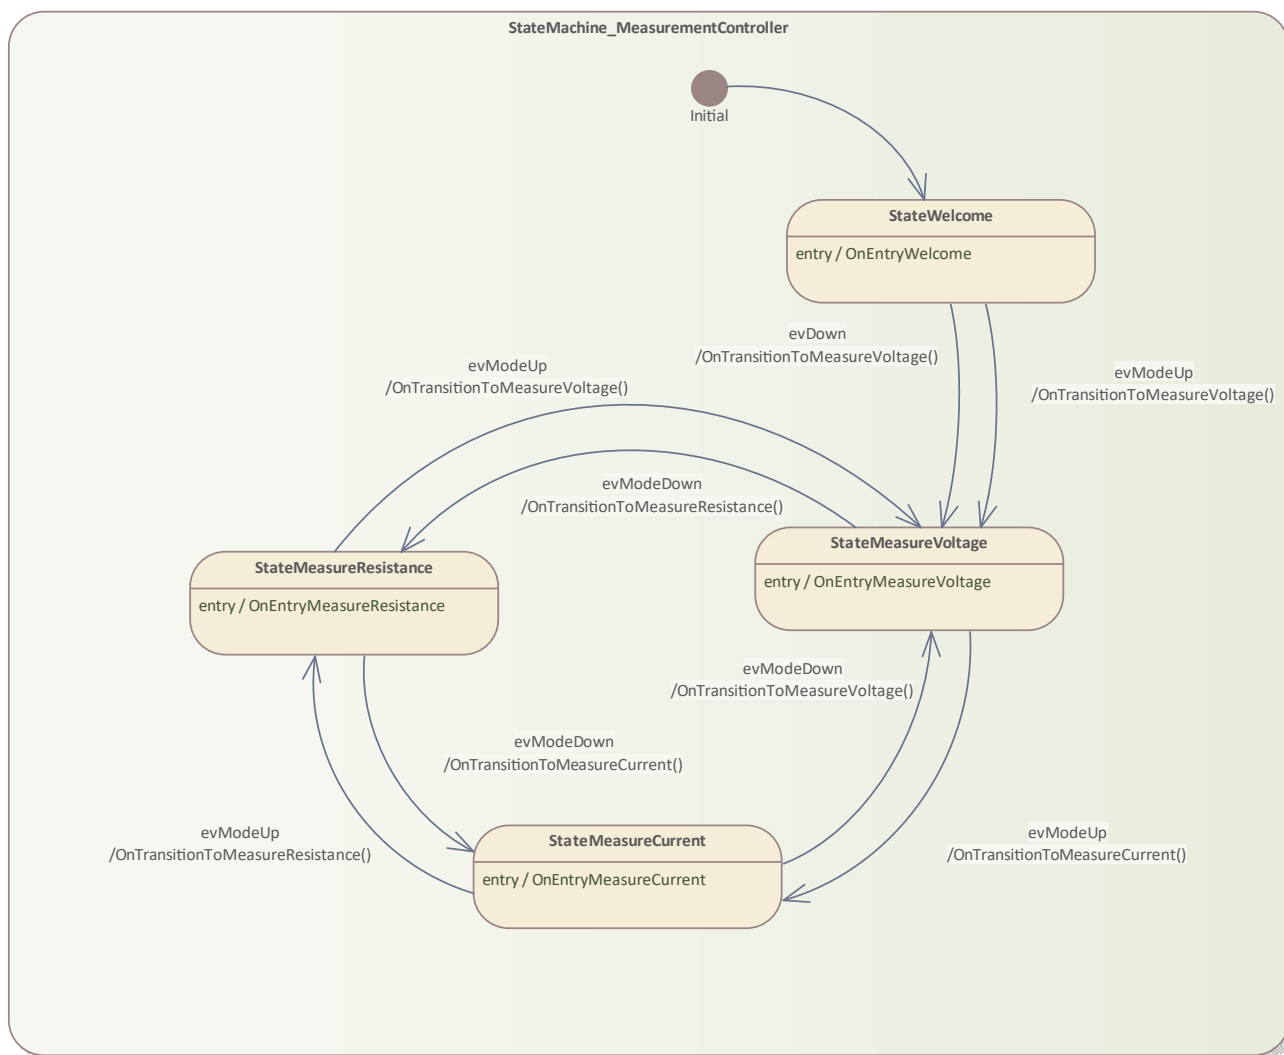 StateMachine_MeasurementController
Initial
StateWelcome
entry / OnEntryWelcome
evDown
/OnTransitionToMeasureVoltage()
evModeUp
/OnTransitionToMeasureVoltage()
evModeUp
/OnTransitionToMeasureVoltage()
evModeDown
/OnTransitionToMeasureResistance()
StateMeasureVoltage
entry / OnEntryMeasureVoltage
StateMeasureResistance
entry / OnEntryMeasureResistance
evModeDown
/OnTransitionToMeasureVoltage()
evModeDown
/OnTransitionToMeasureCurrent()
evModeUp
/OnTransitionToMeasureResistance()
evModeUp
/OnTransitionToMeasureCurrent()
StateMeasureCurrent
entry / OnEntryMeasureCurrent